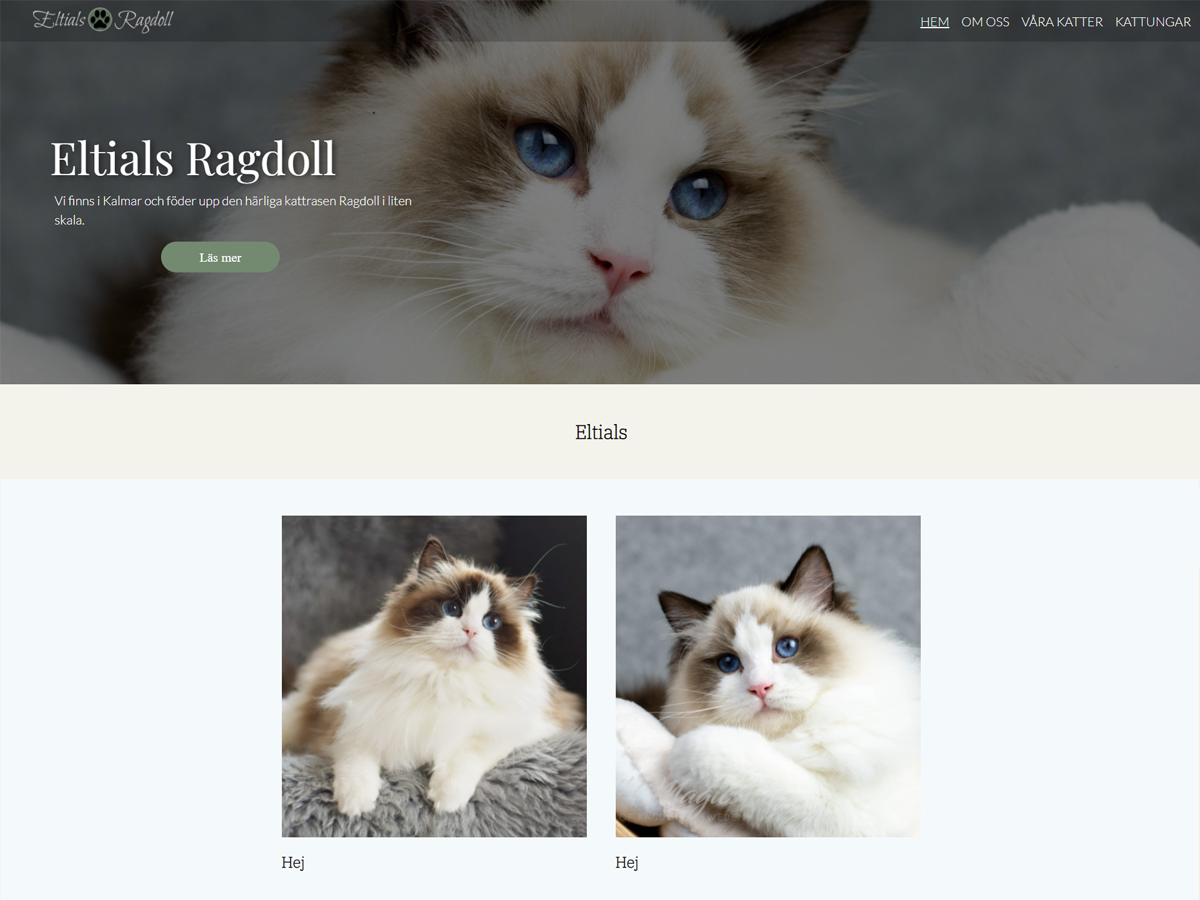 Eltials Ragdoll
HEM OM OSS VÅRA KATTER KATTUNGAR
Eltials Ragdoll
Vi finns i Kalmar och föder upp den härliga kattrasen Ragdoll i liten
skala.
Läs mer
Eltials
Hej
Hej